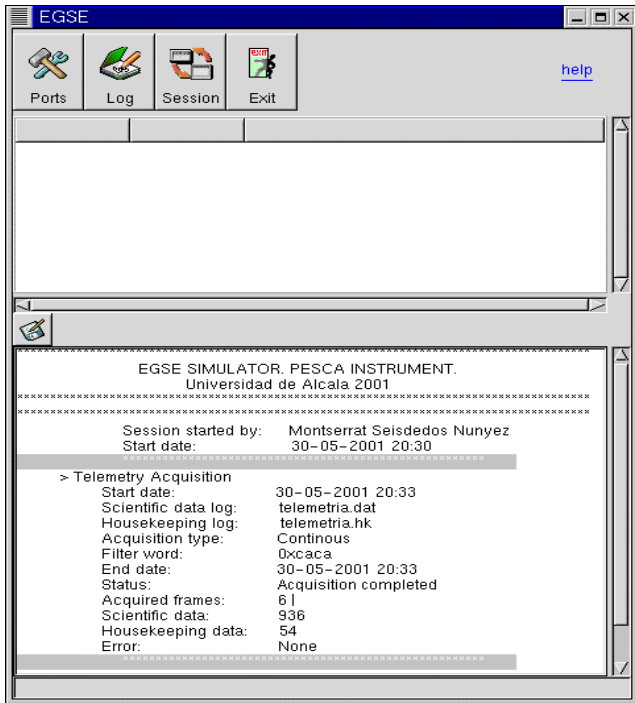 EGSE
Ports Log Session Exit
help
EGSE SIMULATOR. PESCA INSTRUMENT.
Universidad de Alcala 2001
Session started by: Montserrat Seisdedos Nunyez
Start date: 30-05-2001 20:30
> Telemetry Acquisition
Start date: 30-05-2001 20:33
Scientific data log: telemetria.dat
Housekeeping log: telemetria.hk
Acquisition type: Continous
Filter word: 0xcaca
End date: 30-05-2001 20:33
Status: Acquisition completed
Acquired frames: 6
Scientific data: 936
Housekeeping data: 54
Error: None